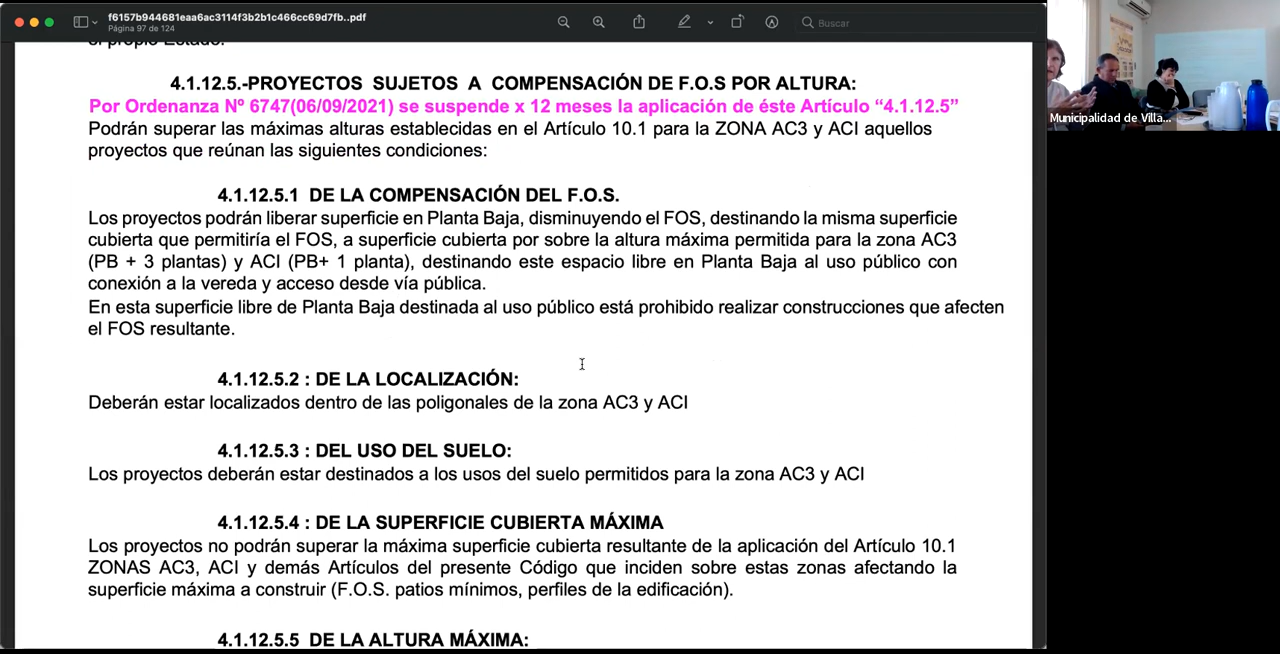 f6157b944681eaa6ac3114f3b2b1c466cc69d7fb..pdf
Página 97 de 124
Buscar
el propio Estado.
4.1.12.5.-PROYECTOS SUJETOS A COMPENSACIÓN DE F.O.S POR ALTURA:
Por Ordenanza Nº 6747(06/09/2021) se suspende x 12 meses la aplicación de éste Artículo “4.1.12.5”
Podrán superar las máximas alturas establecidas en el Artículo 10.1 para la ZONA AC3 y ACI aquellos
proyectos que reúnan las siguientes condiciones:
4.1.12.5.1 DE LA COMPENSACIÓN DEL F.O.S.
Los proyectos podrán liberar superficie en Planta Baja, disminuyendo el FOS, destinando la misma superficie
cubierta que permitiría el FOS, a superficie cubierta por sobre la altura máxima permitida para la zona AC3
(PB + 3 plantas) y ACI (PB+ 1 planta), destinando este espacio libre en Planta Baja al uso público con
conexión a la vereda y acceso desde vía pública.
En esta superficie libre de Planta Baja destinada al uso público está prohibido realizar construcciones que afecten
el FOS resultante.
4.1.12.5.2 : DE LA LOCALIZACIÓN:
Deberán estar localizados dentro de las poligonales de la zona AC3 y ACI
4.1.12.5.3 : DEL USO DEL SUELO:
Los proyectos deberán estar destinados a los usos del suelo permitidos para la zona AC3 y ACI
4.1.12.5.4 : DE LA SUPERFICIE CUBIERTA MÁXIMA
Los proyectos no podrán superar la máxima superficie cubierta resultante de la aplicación del Artículo 10.1
ZONAS AC3, ACI y demás Artículos del presente Código que inciden sobre estas zonas afectando la
superficie máxima a construir (F.O.S. patios mínimos, perfiles de la edificación).
4.1.12.5.5 DE LA ALTURA MÁXIMA:
Municipalidad de Villa...